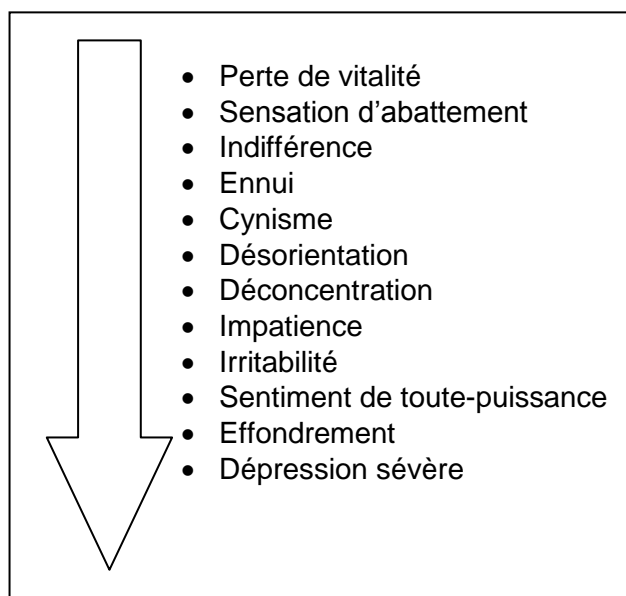 • Perte de vitalité
• Sensation d'abattement
• Indifférence
• Ennui
• Cynisme
• Désorientation
• Déconcentration
• Impatience
• Irritabilité
• Sentiment de toute-puissance
• Effondrement
• Dépression sévère